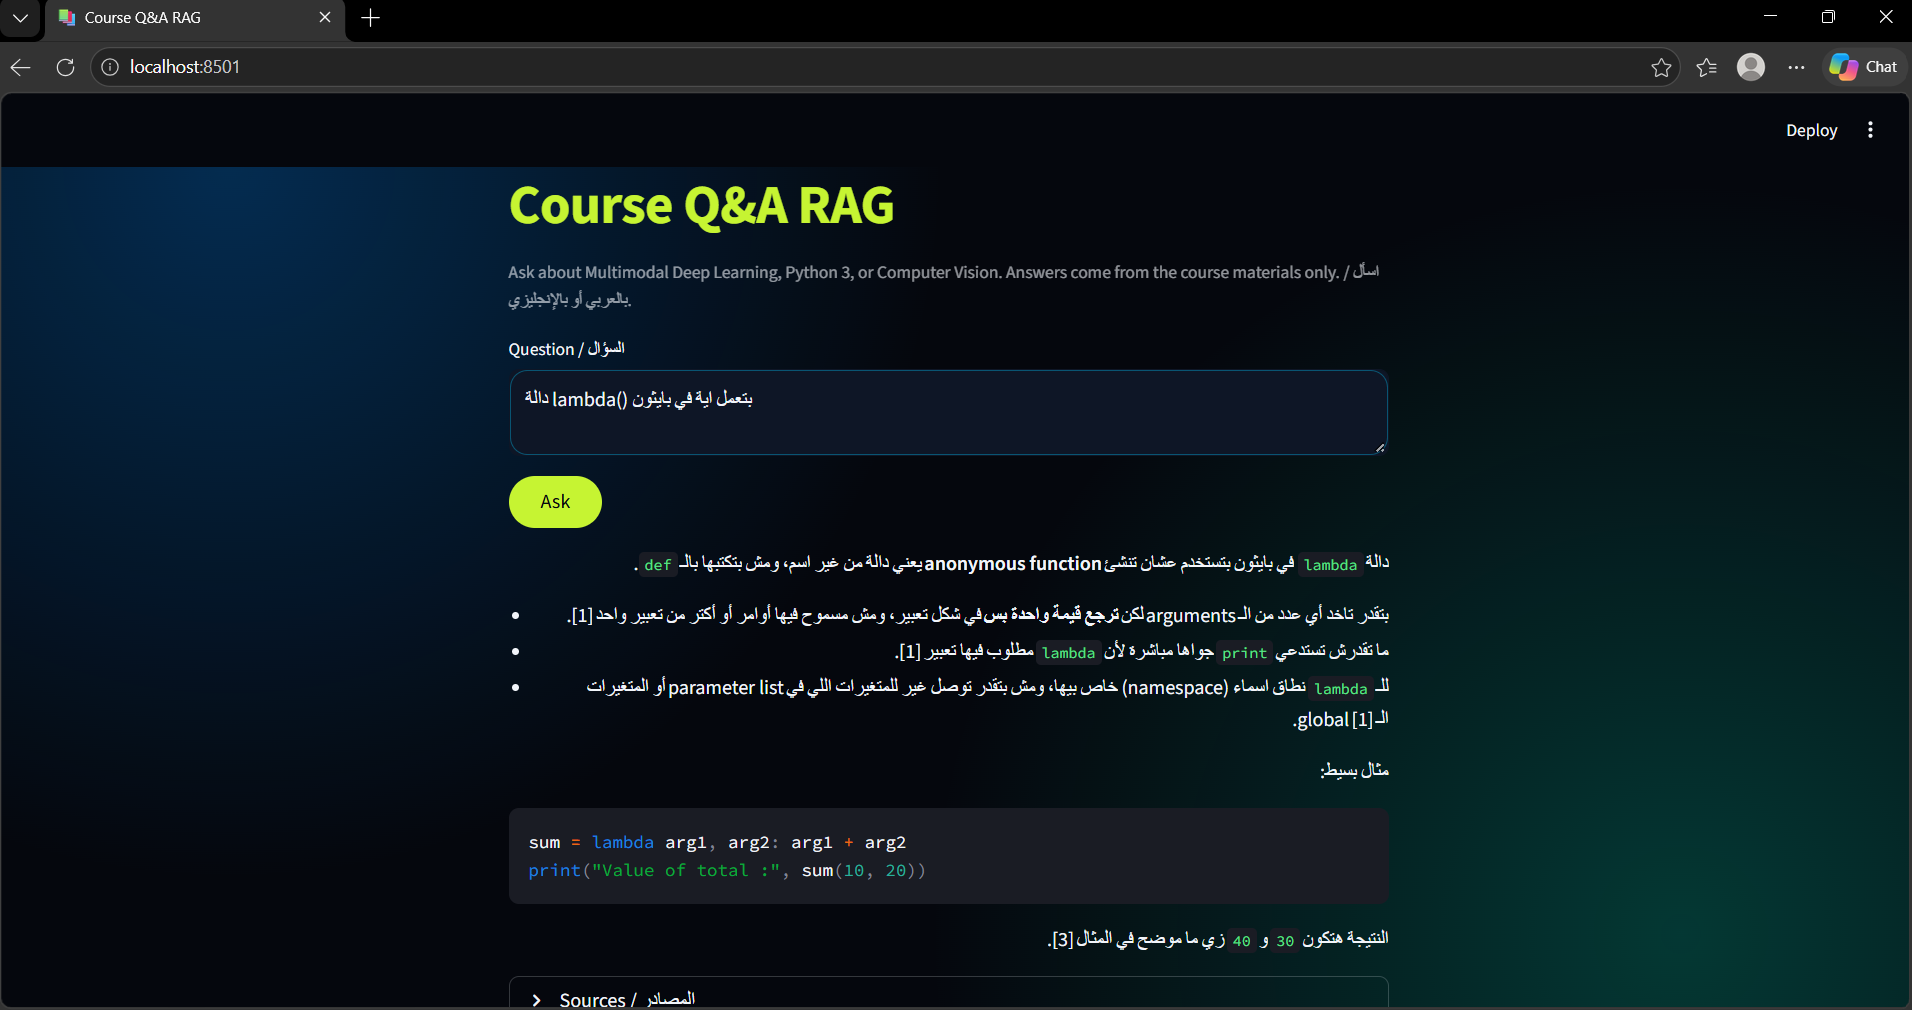 Course Q&A RAG
localhost:8501
Chat
Deploy
Course Q&A RAG
Ask about Multimodal Deep Learning, Python 3, or Computer Vision. Answers come from the course materials only. / اسأل
بالعربي أو بالإنجليزي.
Question / السؤال
دالة lambda() بتعمل اية في بايثون
Ask
دالة lambda في بايثون بتستخدم عشان تنشئ anonymous function يعني دالة من غير اسم، ومش بتكتبها بالـ def .
بتقدر تاخد أي عدد من الـ arguments لكن ترجع قيمة واحدة بس في شكل تعبير، ومش مسموح فيها أوامر أو أكتر من تعبير واحد [1].
ما تقدرش تستدعي print جواها مباشرة لأن lambda مطلوب فيها تعبير [1].
للـ lambda نطاق اسماء (namespace) خاص بيها، ومش بتقدر توصل غير للمتغيرات اللي في parameter list أو المتغيرات
الـ global [1].
مثال بسيط:
sum = lambda arg1, arg2: arg1 + arg2
print("Value of total :", sum(10, 20))
النتيجة هتكون 30 و 40 زي ما موضح في المثال [3].
Sources / المصادر